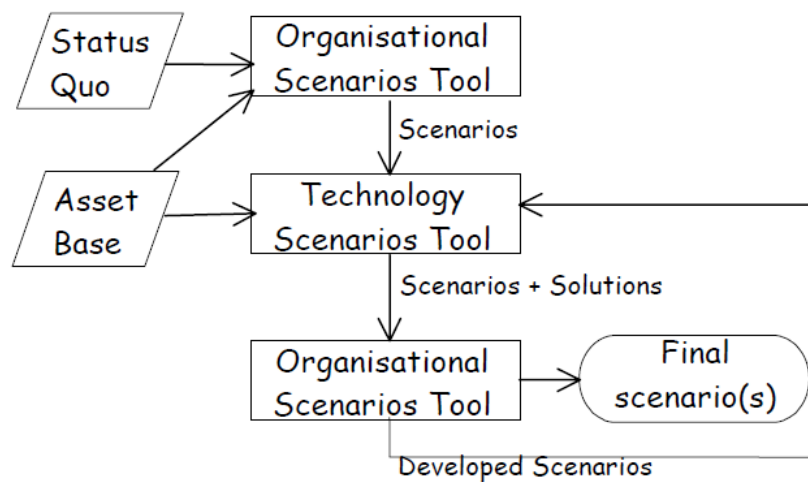 Status
Quo
Organisational
Scenarios Tool
Scenarios
Asset
Base
Technology
Scenarios Tool
Scenarios + Solutions
Organisational
Scenarios Tool
Final
scenario(s)
Developed Scenarios